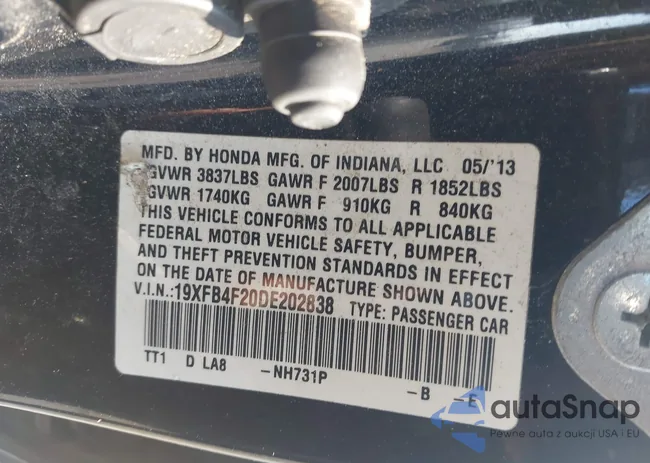 MFD. BY HONDA MFG. OF INDIANA, LLC 05/'13
GVWR 3837LBS GAWR F 2007LBS R 1852LBS
GVWR 1740KG GAWR F 910KG R 840KG
THIS VEHICLE CONFORMS TO ALL APPLICABLE
FEDERAL MOTOR VEHICLE SAFETY, BUMPER,
AND THEFT PREVENTION STANDARDS IN EFFECT
ON THE DATE OF MANUFACTURE SHOWN ABOVE.
V.I.N.:19XFB4F20DE202838 TYPE: PASSENGER CAR
TT1 D LA8 -NH731P -B -E
autaSnap
Pewne auta z aukcji USA i EU